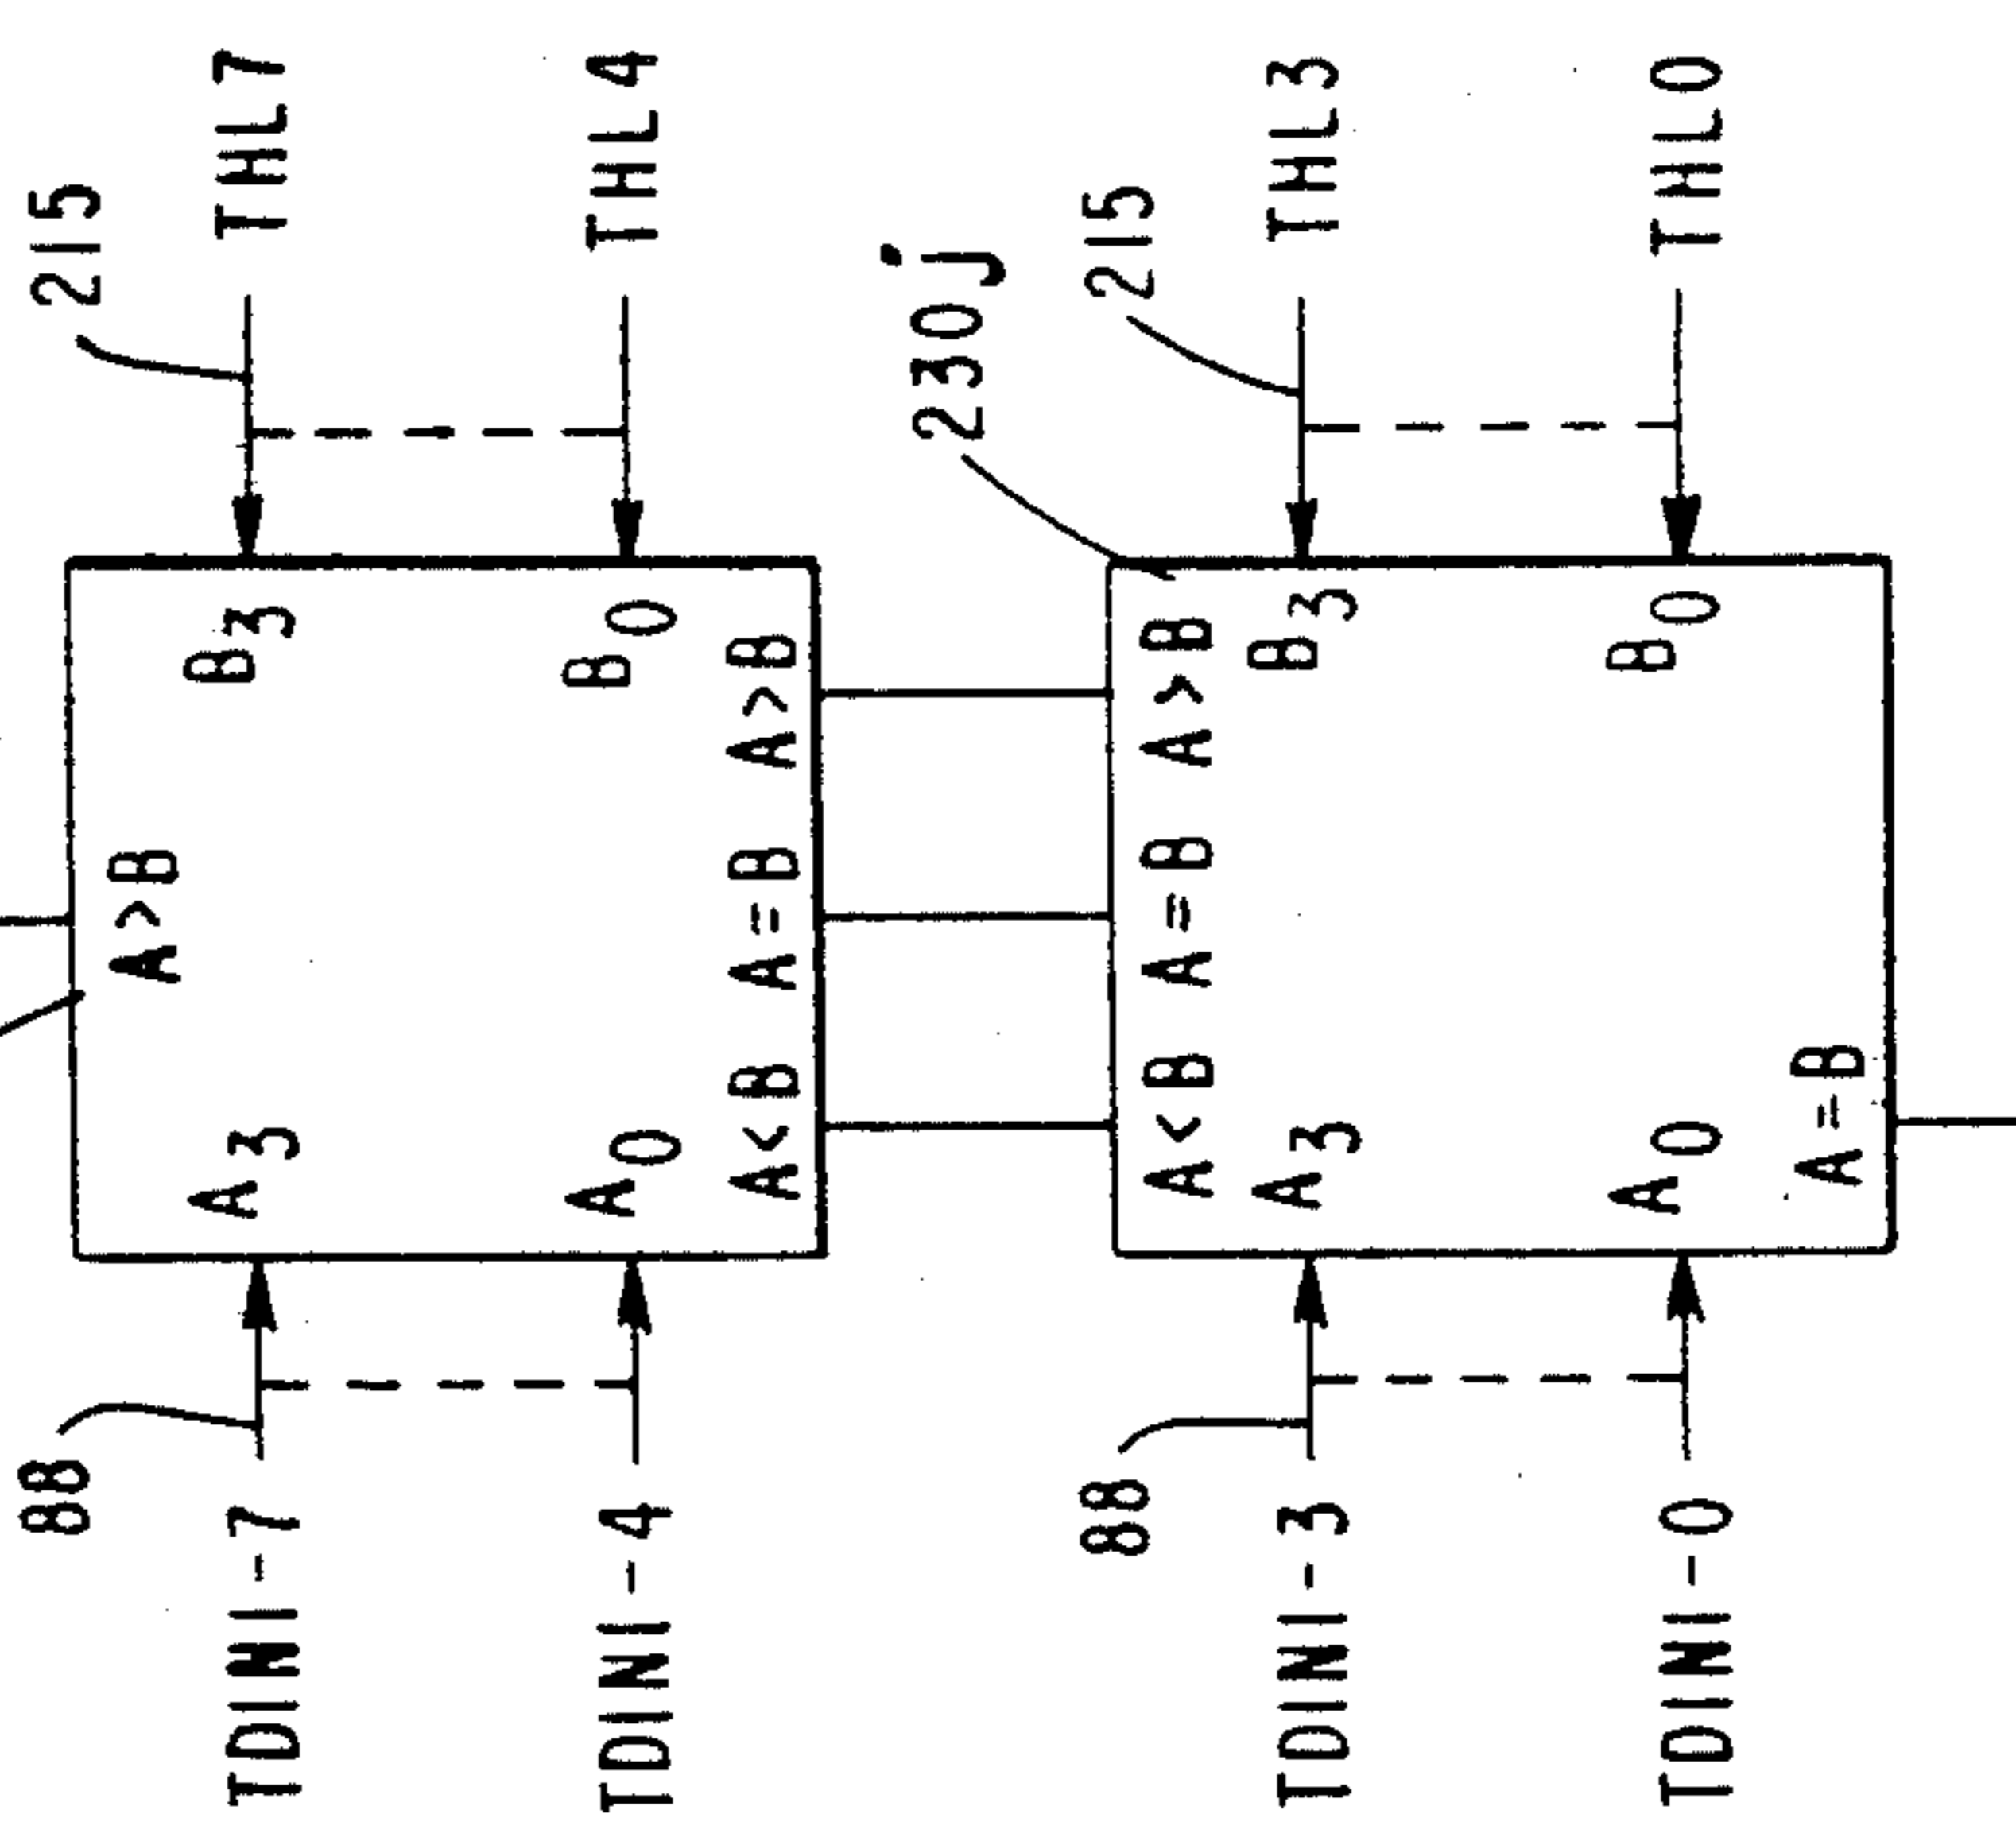 88 215
A>B
TDIN1-7 A3 B3 THL7
TDIN1-4 A0 B0 THL4
A<B A=B A>B
230j
88 215
A<B A=B A>B
TDIN1-3 A3 B3 THL3
TDIN1-0 A0 B0 THL0
A=B